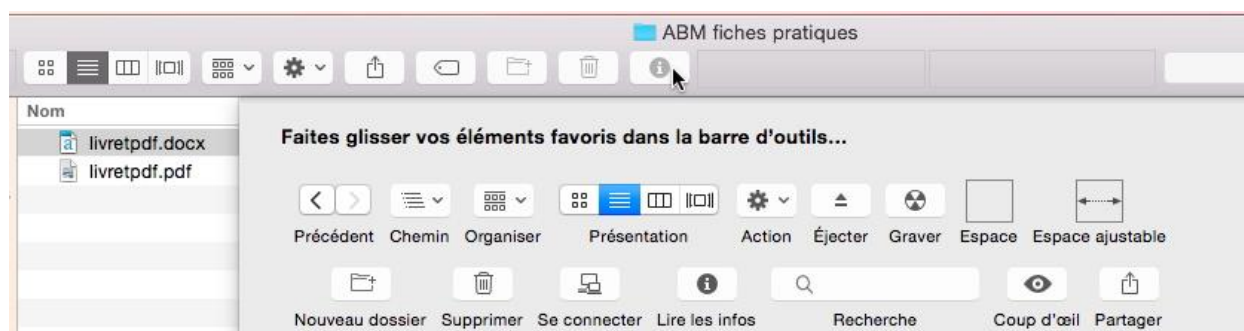 ABM fiches pratiques
Nom
livretpdf.docx
livretpdf.pdf
Faites glisser vos éléments favoris dans la barre d'outils...
Précédent Chemin Organiser Présentation Action Éjecter Graver Espace Espace ajustable
Nouveau dossier Supprimer Se connecter Lire les infos Recherche Coup d'œil Partager